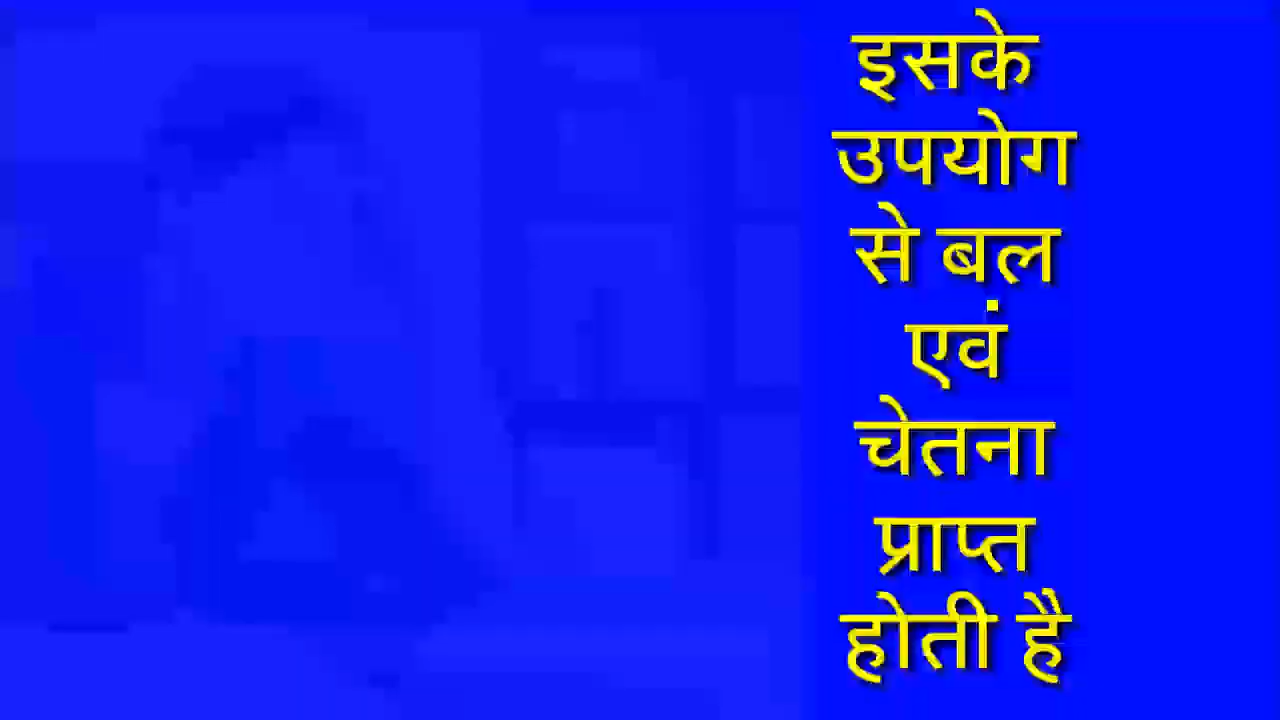 इसके
उपयोग
से बल
एवं
चेतना
प्राप्त
होती है